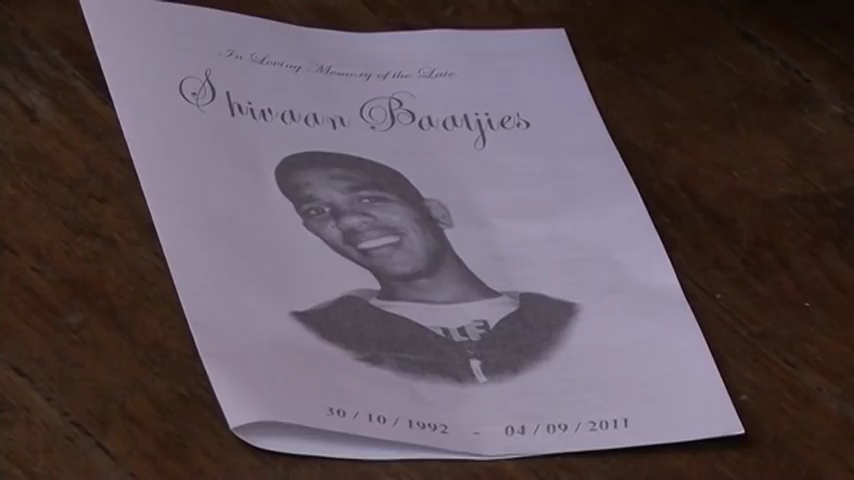 In Loving Memory of the Late
Shivaan Baatjies
30 / 10 / 1992 - 04 / 09 / 2011